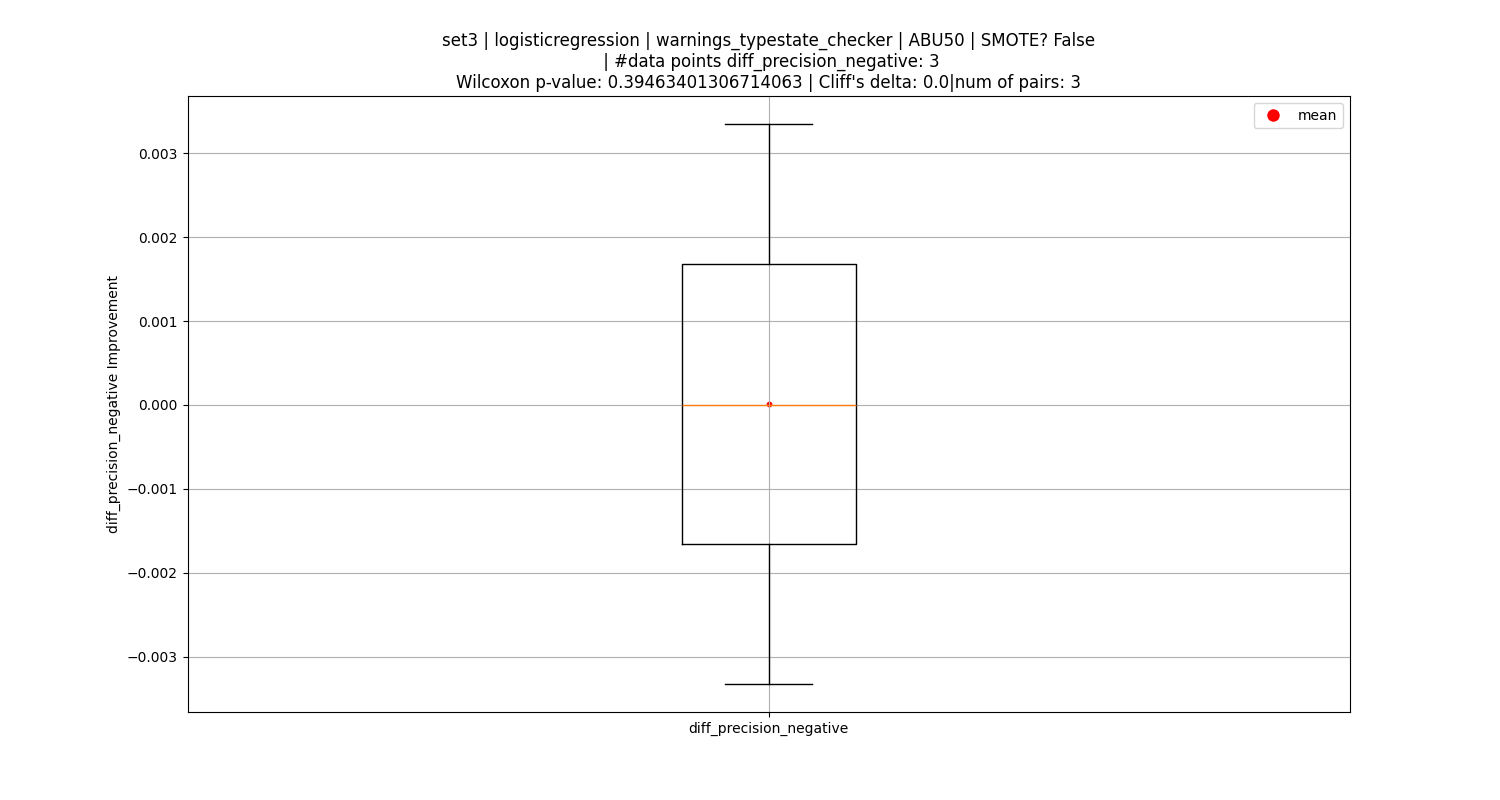 set3 | logisticregression | warnings_typestate_checker | ABU50 | SMOTE? False
| #data points diff_precision_negative: 3
Wilcoxon p-value: 0.39463401306714063 | Cliff's delta: 0.0|num of pairs: 3
mean
0.003
0.002
0.001
0.000
−0.001
−0.002
−0.003
diff_precision_negative Improvement
diff_precision_negative